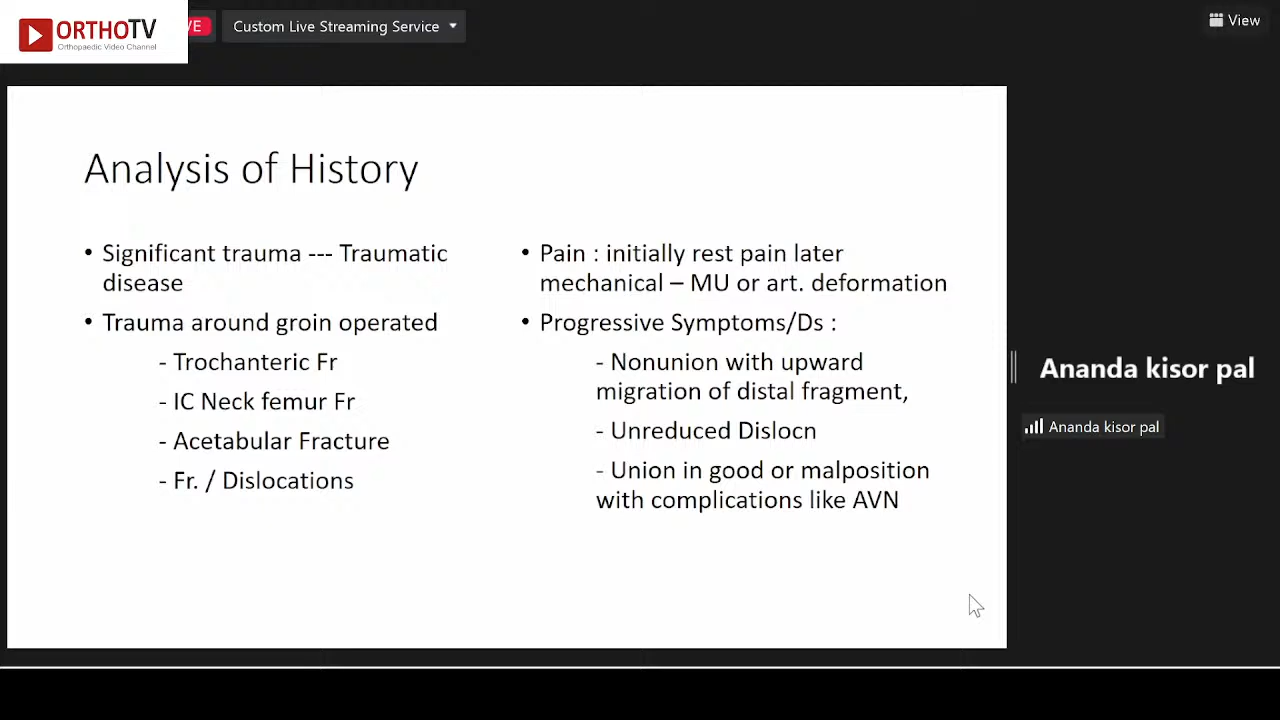 ORTHOTV
Orthopaedic Video Channel
VE
Custom Live Streaming Service
View
Analysis of History
• Significant trauma --- Traumatic
disease
• Trauma around groin operated
- Trochanteric Fr
- IC Neck femur Fr
- Acetabular Fracture
- Fr. / Dislocations
• Pain : initially rest pain later
mechanical – MU or art. deformation
• Progressive Symptoms/Ds :
- Nonunion with upward
migration of distal fragment,
- Unreduced Dislocn
- Union in good or malposition
with complications like AVN
Ananda kisor pal
Ananda kisor pal